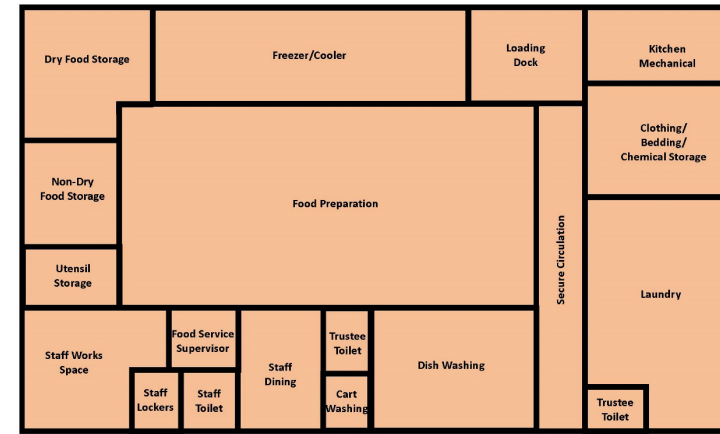 Dry Food Storage
Freezer/Cooler
Loading
Dock
Kitchen
Mechanical
Clothing/
Bedding/
Chemical Storage
Non-Dry
Food Storage
Food Preparation
Secure Circulation
Utensil
Storage
Laundry
Staff Works
Space
Food Service
Supervisor
Staff
Dining
Trustee
Toilet
Dish Washing
Staff
Lockers
Staff
Toilet
Cart
Washing
Trustee
Toilet